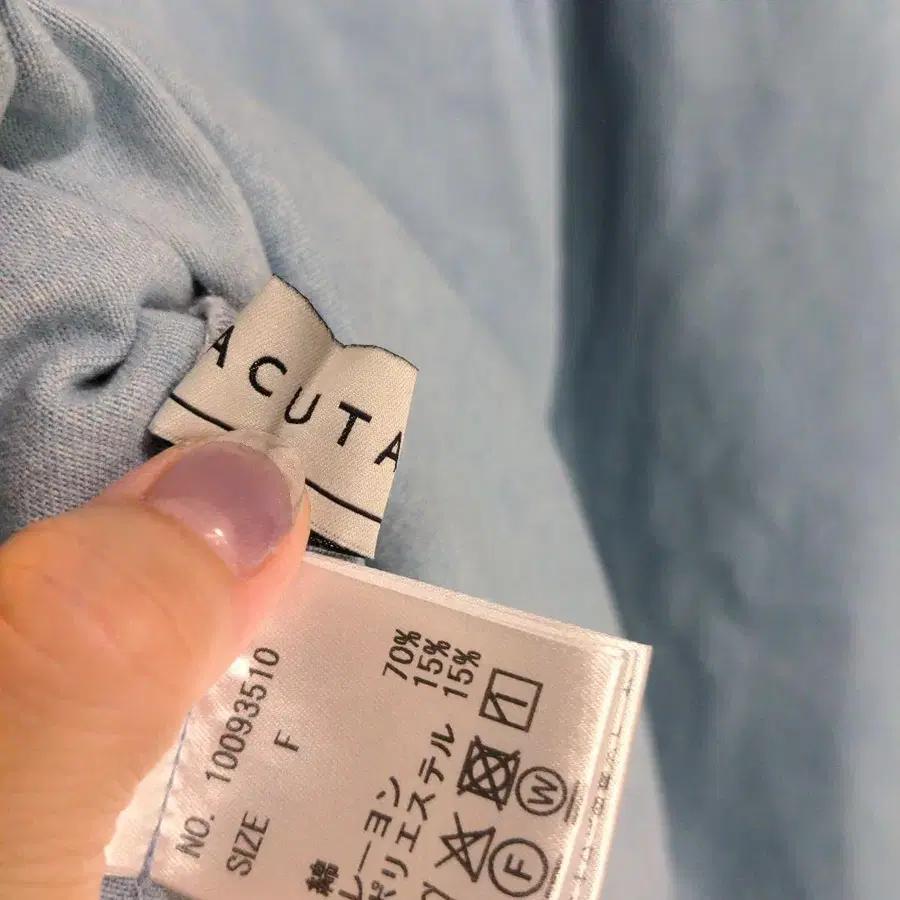 ACUTA
NO. 10093510
SIZE F
綿 70%
レーヨン 15%
ポリエステル 15%
W
F